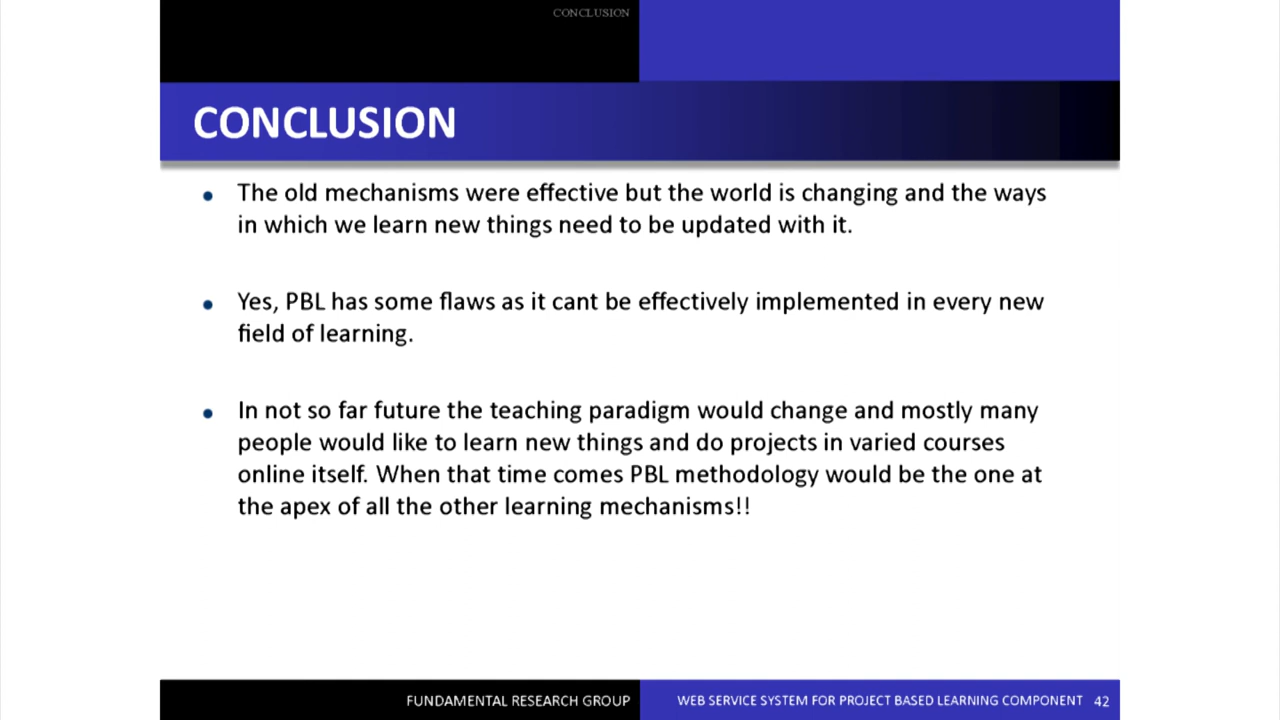 CONCLUSION
CONCLUSION
• The old mechanisms were effective but the world is changing and the ways
in which we learn new things need to be updated with it.
• Yes, PBL has some flaws as it cant be effectively implemented in every new
field of learning.
• In not so far future the teaching paradigm would change and mostly many
people would like to learn new things and do projects in varied courses
online itself. When that time comes PBL methodology would be the one at
the apex of all the other learning mechanisms!!
FUNDAMENTAL RESEARCH GROUP
WEB SERVICE SYSTEM FOR PROJECT BASED LEARNING COMPONENT 42